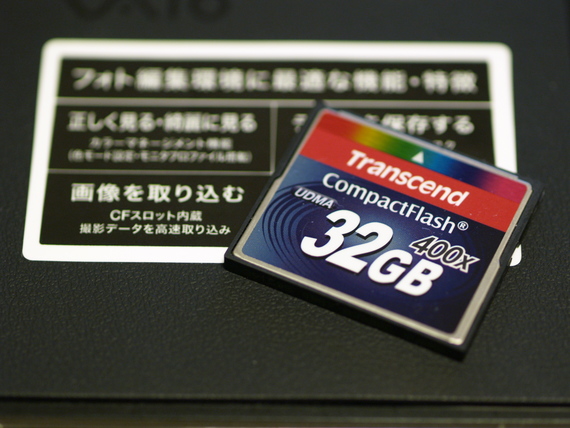 フォト編集環境に最適な機能・特徴
正しく見る・綺麗に見る
カラーマネージメント機能
保存する
画像を取り込む
CFスロット内蔵
撮影データを高速取り込み
Transcend
CompactFlash®
UDMA
400x
32GB